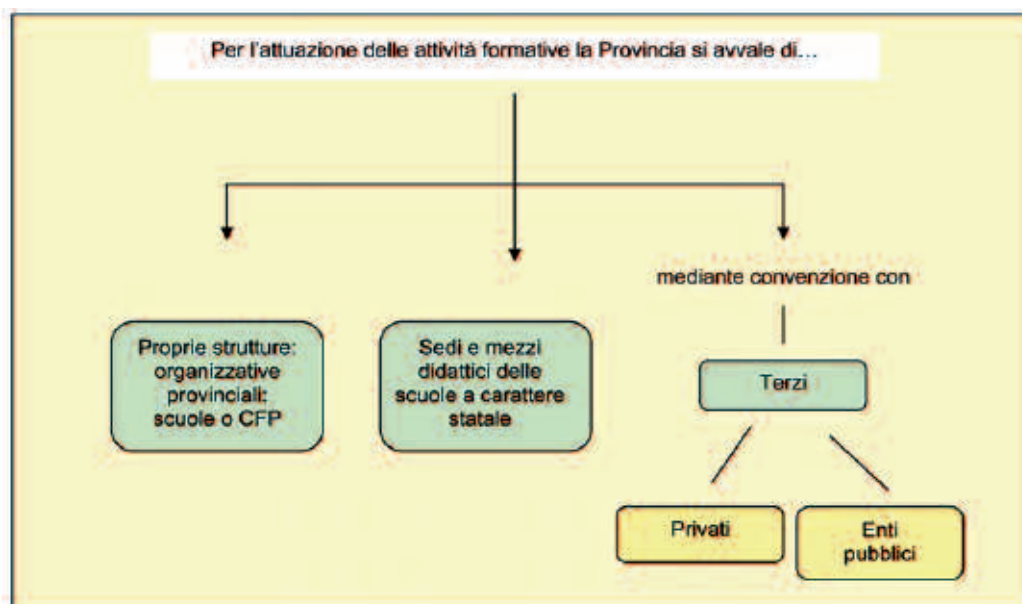 Per l'attuazione delle attività formative la Provincia si avvale di...
mediante convenzione con
Proprie strutture:
organizzative
provinciali:
scuole o CFP
Sedi e mezzi
didattici delle
scuole a carattere
statale
Terzi
Privati
Enti
pubblici